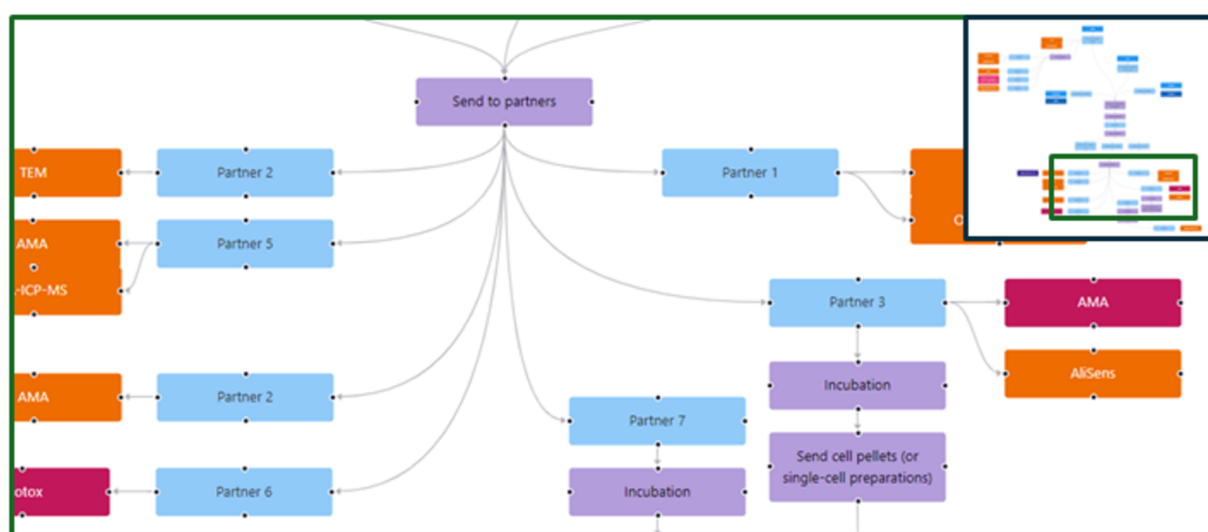 Send to partners
TEM
Partner 2
Partner 1
AMA
Partner 5
O
-ICP-MS
Partner 3
AMA
AliSens
AMA
Partner 2
Incubation
Partner 7
Send cell pellets (or
single-cell preparations)
otox
Partner 6
Incubation